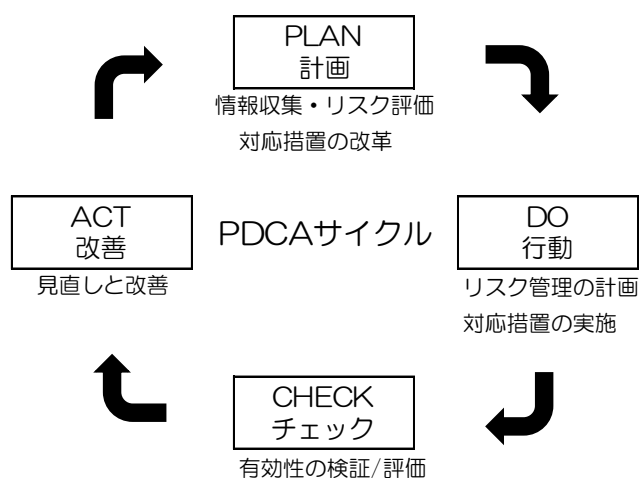 PLAN
計画
情報収集・リスク評価
対応措置の改革
ACT
改善
見直しと改善
PDCAサイクル
DO
行動
リスク管理の計画
対応措置の実施
CHECK
チェック
有効性の検証/評価